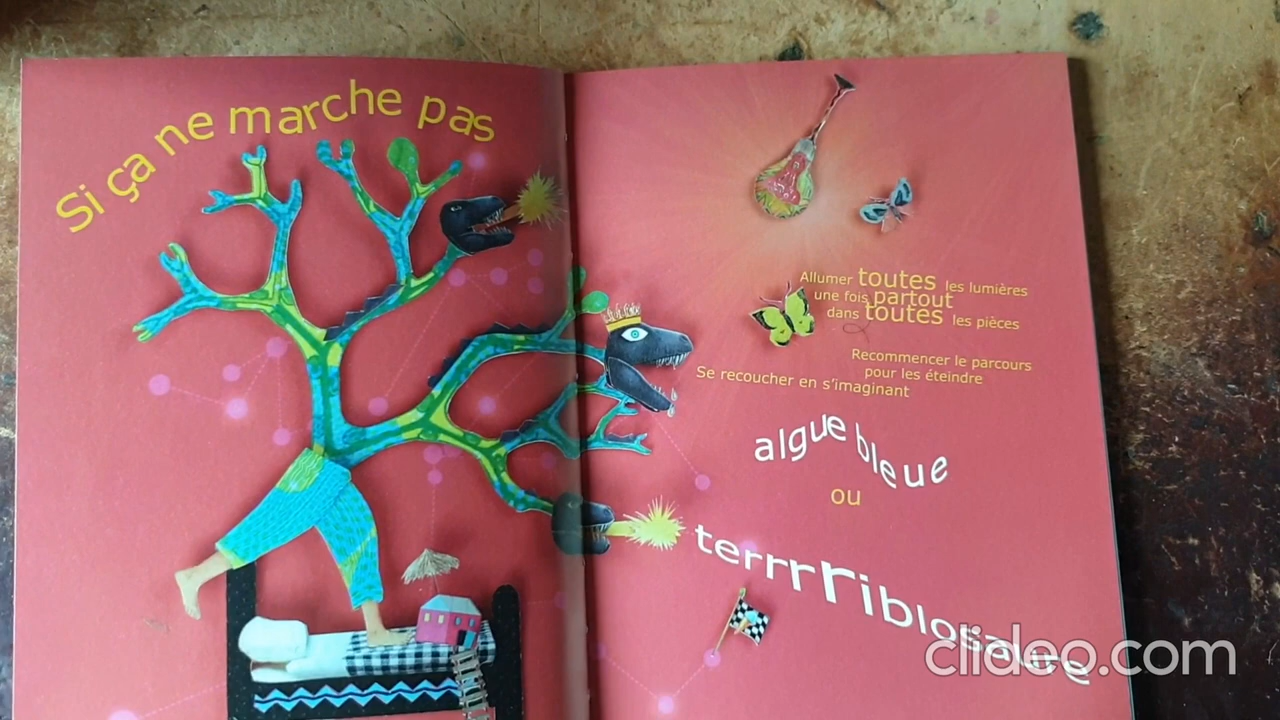 Si ça ne marche pas
Allumer toutes les lumières
une fois partout
dans toutes les pièces
Recommencer le parcours
pour les éteindre
Se recoucher en s'imaginant
algue bleue
ou
terrrriblosaure
clideo.com